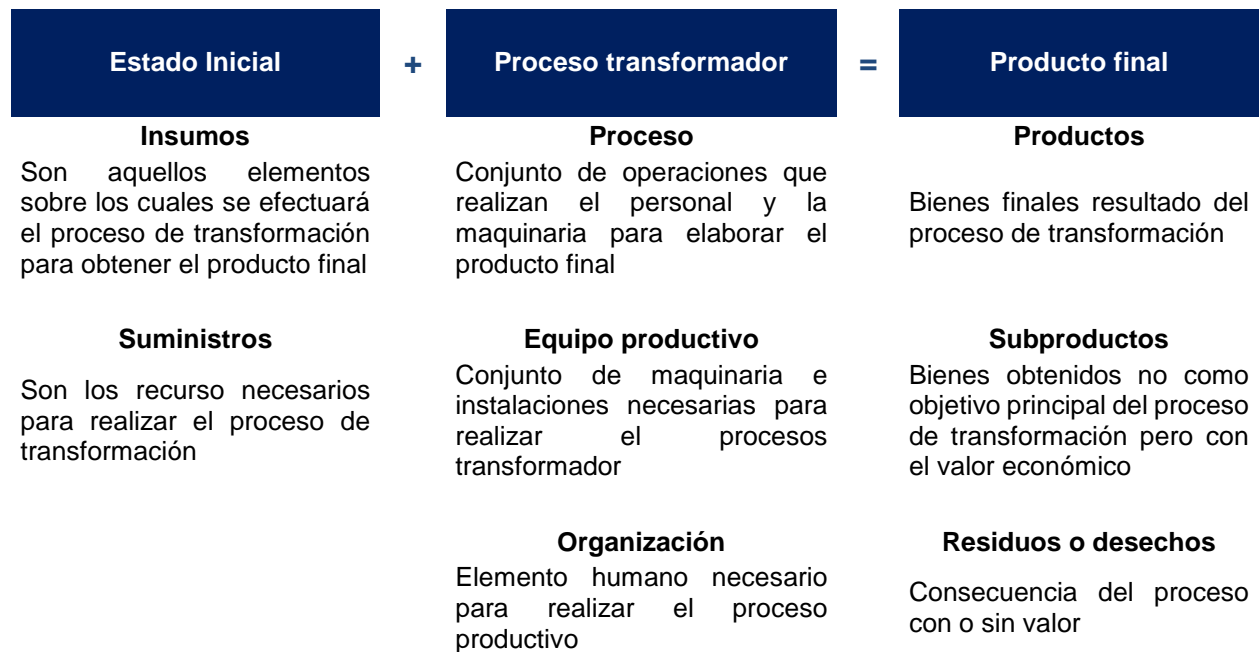 Estado Inicial
+
Proceso transformador
=
Producto final
Insumos
Son aquellos elementos
sobre los cuales se efectuará
el proceso de transformación
para obtener el producto final
Proceso
Conjunto de operaciones que
realizan el personal y la
maquinaria para elaborar el
producto final
Productos
Bienes finales resultado del
proceso de transformación
Suministros
Son los recurso necesarios
para realizar el proceso de
transformación
Equipo productivo
Conjunto de maquinaria e
instalaciones necesarias para
realizar el procesos
transformador
Subproductos
Bienes obtenidos no como
objetivo principal del proceso
de transformación pero con
el valor económico
Organización
Elemento humano necesario
para realizar el proceso
productivo
Residuos o desechos
Consecuencia del proceso
con o sin valor